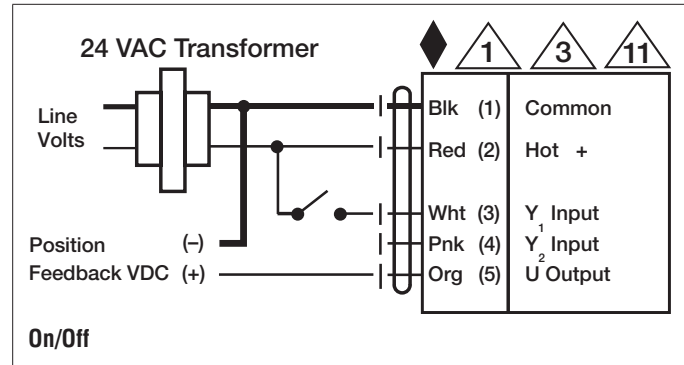 24 VAC Transformer
1 3 11
Line
Volts
Blk (1) Common
Red (2) Hot +
Wht (3) Y1 Input
Pnk (4) Y2 Input
Org (5) U Output
Position (–)
Feedback VDC (+)
On/Off